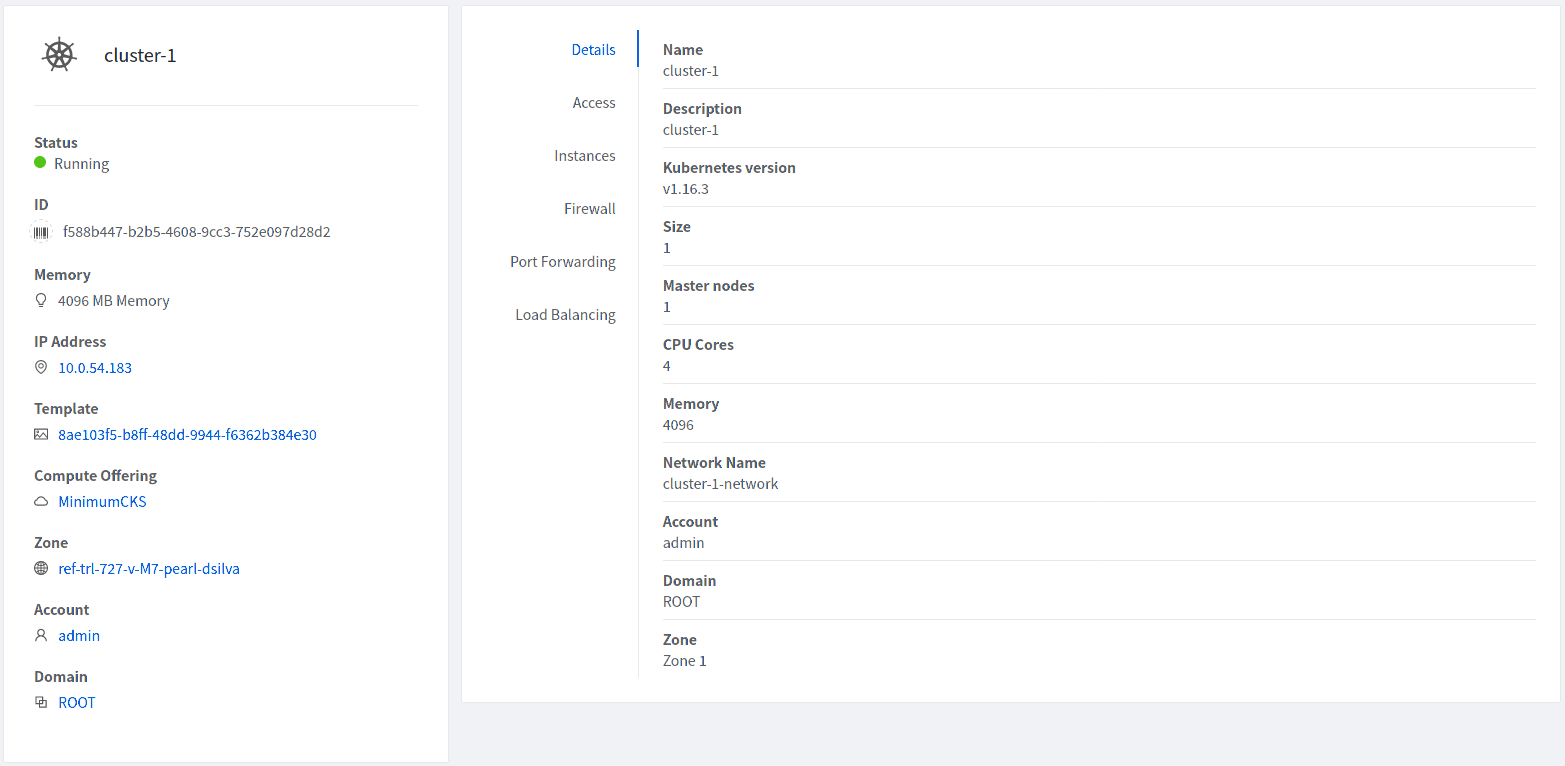 cluster-1
Status
Running
ID
f588b447-b2b5-4608-9cc3-752e097d28d2
Memory
4096 MB Memory
IP Address
10.0.54.183
Template
8ae103f5-b8ff-48dd-9944-f6362b384e30
Compute Offering
MinimumCKS
Zone
ref-trl-727-v-M7-pearl-dsilva
Account
admin
Domain
ROOT
Details
Access
Instances
Firewall
Port Forwarding
Load Balancing
Name
cluster-1
Description
cluster-1
Kubernetes version
v1.16.3
Size
1
Master nodes
1
CPU Cores
4
Memory
4096
Network Name
cluster-1-network
Account
admin
Domain
ROOT
Zone
Zone 1